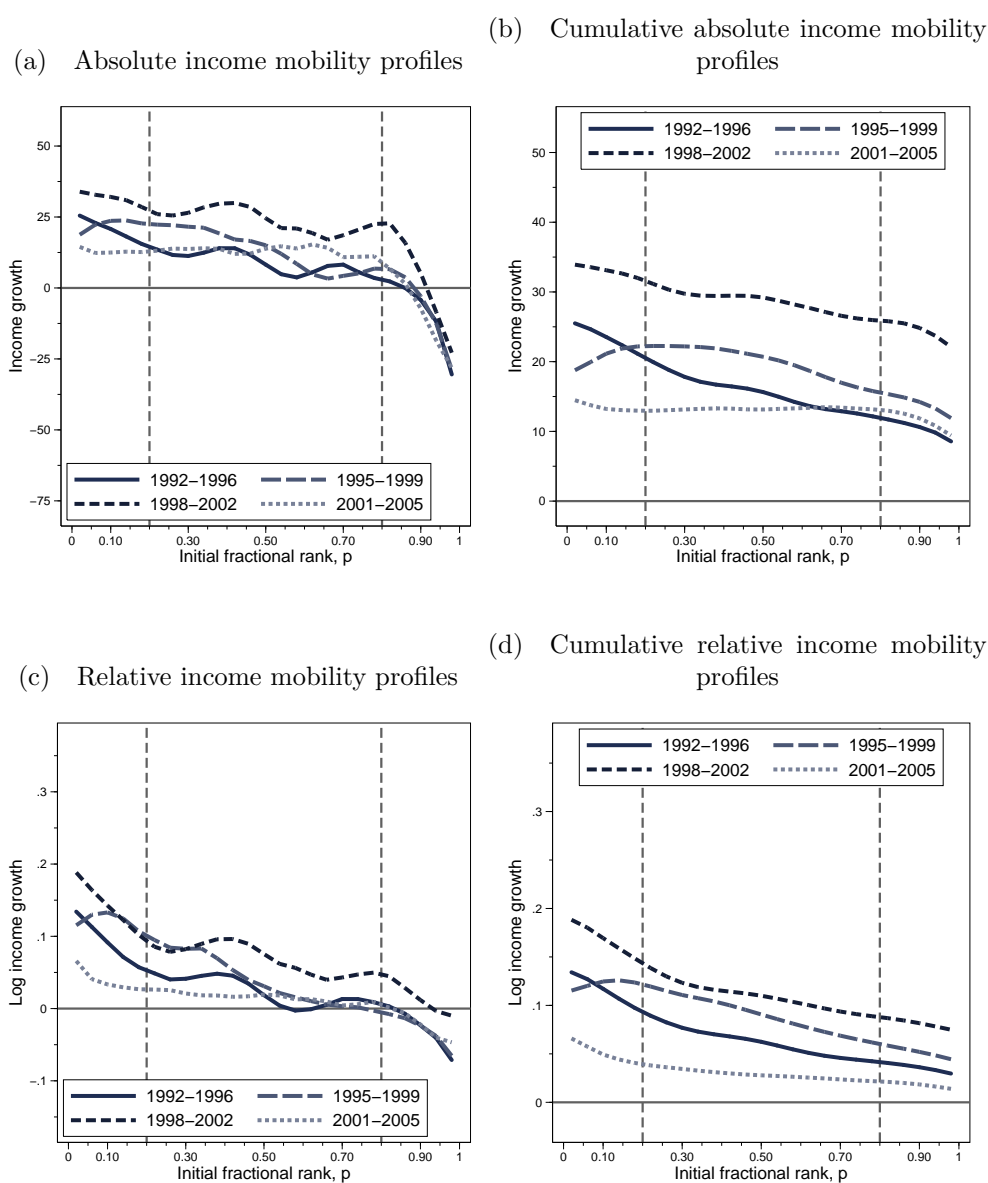 (a) Absolute income mobility profiles
50
25
0
−25
−50
−75
Income growth
1992−1996 1995−1999
1998−2002 2001−2005
0 0.10 0.30 0.50 0.70 0.90 1
Initial fractional rank, p
(b) Cumulative absolute income mobility
profiles
1992−1996 1995−1999
1998−2002 2001−2005
50
40
30
20
10
0
Income growth
0 0.10 0.30 0.50 0.70 0.90 1
Initial fractional rank, p
(c) Relative income mobility profiles
.3
.2
.1
0
−.1
Log income growth
1992−1996 1995−1999
1998−2002 2001−2005
0 0.10 0.30 0.50 0.70 0.90 1
Initial fractional rank, p
(d) Cumulative relative income mobility
profiles
1992−1996 1995−1999
1998−2002 2001−2005
.3
.2
.1
0
Log income growth
0 0.10 0.30 0.50 0.70 0.90 1
Initial fractional rank, p